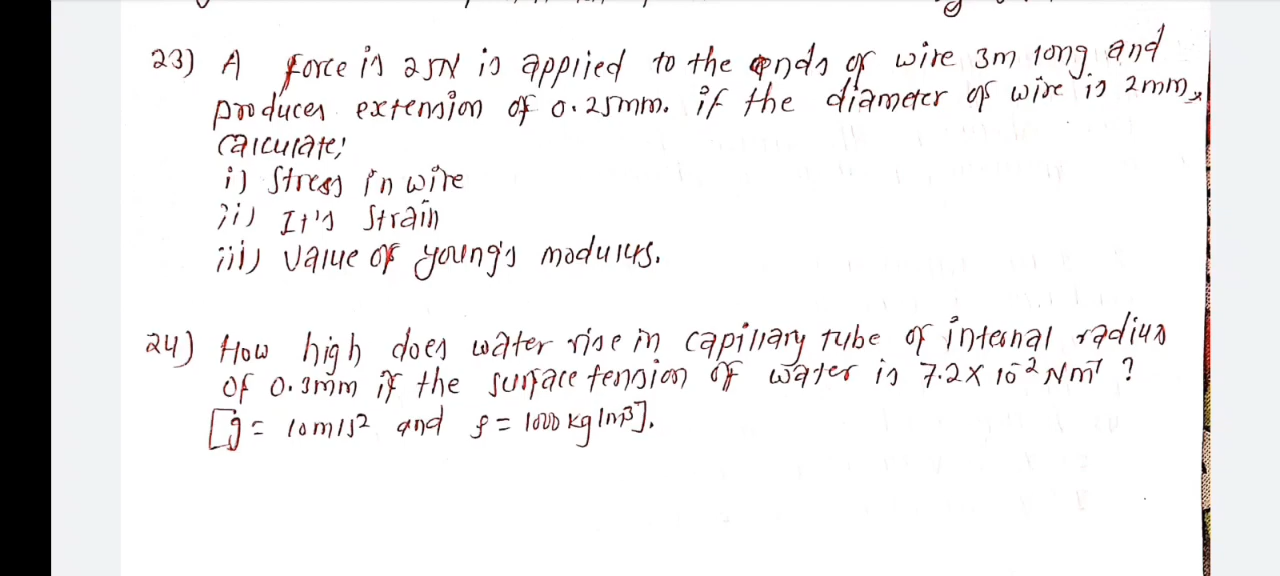 23) A force is 25N is applied to the ends of wire 3m long and
produces extension of 0.25mm. if the diameter of wire is 2mm,
calculate;
i) Stress in wire
ii) It's strain
iii) value of young's modulus.
24) How high does water rise in capillary tube of internal radius
of 0.3mm if the surface tension of water is 7.2 x 10⁻² Nm⁻¹ ?
[g = 10m/s² and ρ = 1000 kg/m³].